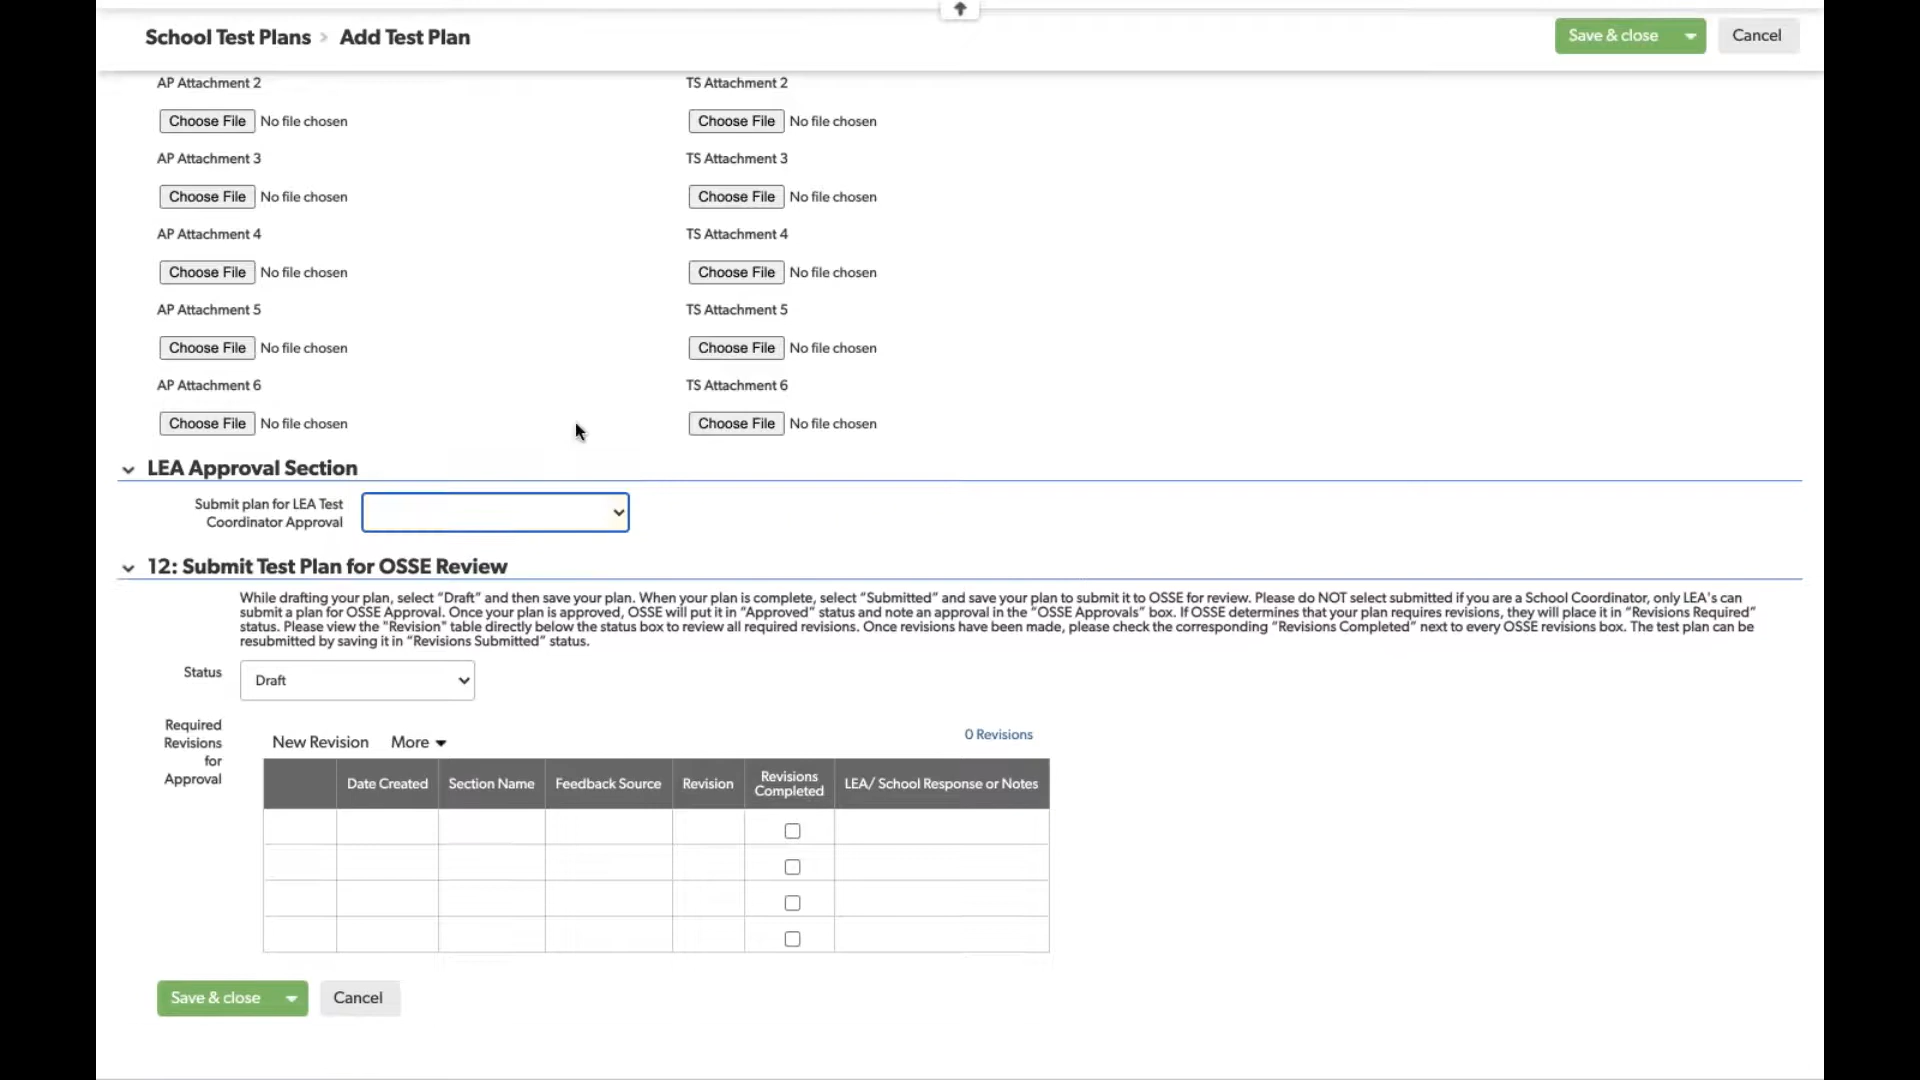 School Test Plans > Add Test Plan
Save & close
Cancel
AP Attachment 2
TS Attachment 2
Choose File No file chosen
Choose File No file chosen
AP Attachment 3
TS Attachment 3
Choose File No file chosen
Choose File No file chosen
AP Attachment 4
TS Attachment 4
Choose File No file chosen
Choose File No file chosen
AP Attachment 5
TS Attachment 5
Choose File No file chosen
Choose File No file chosen
AP Attachment 6
TS Attachment 6
Choose File No file chosen
Choose File No file chosen
LEA Approval Section
Submit plan for LEA Test
Coordinator Approval
12: Submit Test Plan for OSSE Review
While drafting your plan, select “Draft” and then save your plan. When your plan is complete, select “Submitted” and save your plan to submit it to OSSE for review. Please do NOT select submitted if you are a School Coordinator, only LEA's can
submit a plan for OSSE Approval. Once your plan is approved, OSSE will put it in “Approved” status and note an approval in the “OSSE Approvals” box. If OSSE determines that your plan requires revisions, they will place it in “Revisions Required”
status. Please view the "Revision" table directly below the status box to review all required revisions. Once revisions have been made, please check the corresponding “Revisions Completed” next to every OSSE revisions box. The test plan can be
resubmitted by saving it in “Revisions Submitted” status.
Status
Draft
Required
Revisions
for
Approval
New Revision
More
0 Revisions
Date Created
Section Name
Feedback Source
Revision
Revisions
Completed
LEA/ School Response or Notes
Save & close
Cancel